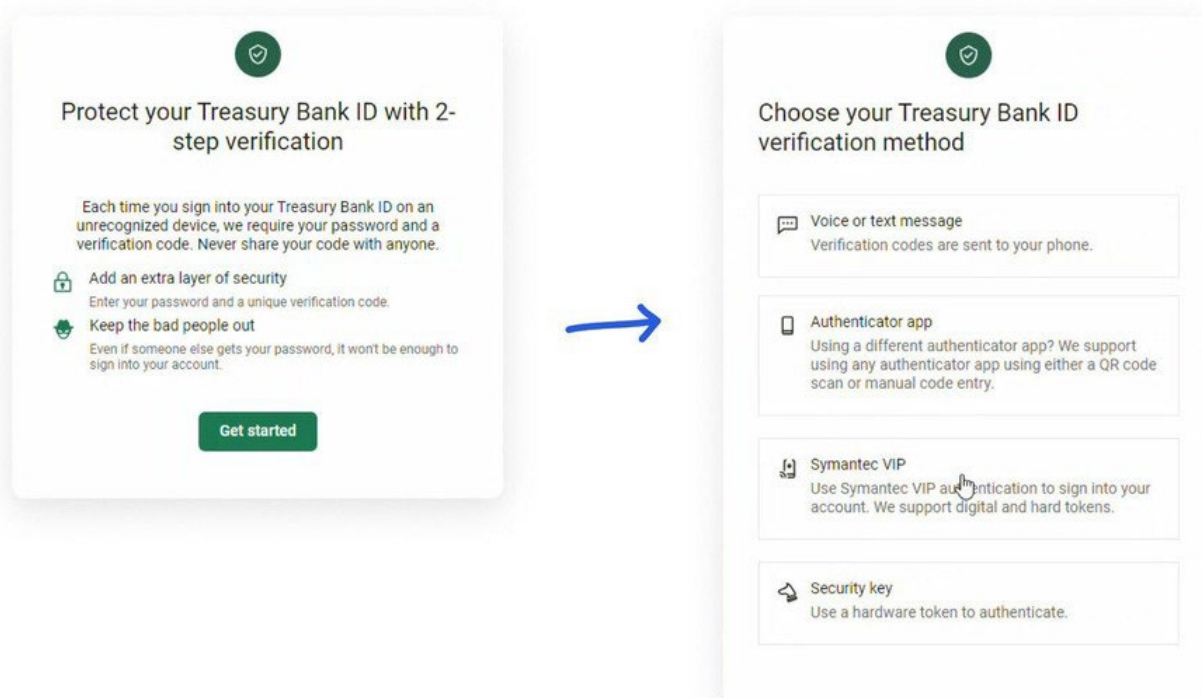 Protect your Treasury Bank ID with 2-
step verification
Each time you sign into your Treasury Bank ID on an
unrecognized device, we require your password and a
verification code. Never share your code with anyone.
Add an extra layer of security
Enter your password and a unique verification code.
Keep the bad people out
Even if someone else gets your password, it won't be enough to
sign into your account.
Get started
Choose your Treasury Bank ID
verification method
Voice or text message
Verification codes are sent to your phone.
Authenticator app
Using a different authenticator app? We support
using any authenticator app using either a QR code
scan or manual code entry.
Symantec VIP
Use Symantec VIP authentication to sign into your
account. We support digital and hard tokens.
Security key
Use a hardware token to authenticate.